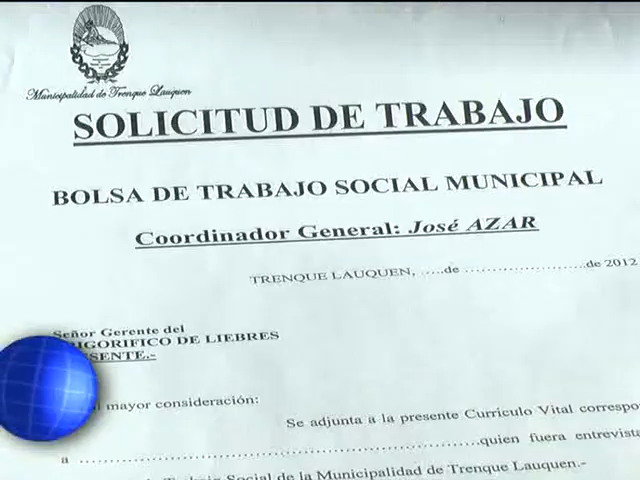 Municipalidad de Trenque Lauquen
SOLICITUD DE TRABAJO
BOLSA DE TRABAJO SOCIAL MUNICIPAL
Coordinador General: José AZAR
TRENQUE LAUQUEN, .....de ........................de 2012
Señor Gerente del
RIGORIFICO DE LIEBRES
ESENTE.-
mayor consideración:
Se adjunta a la presente Currículo Vital correspo
a ......................................................................quien fuera entrevista
Trabajo Social de la Municipalidad de Trenque Lauquen.-